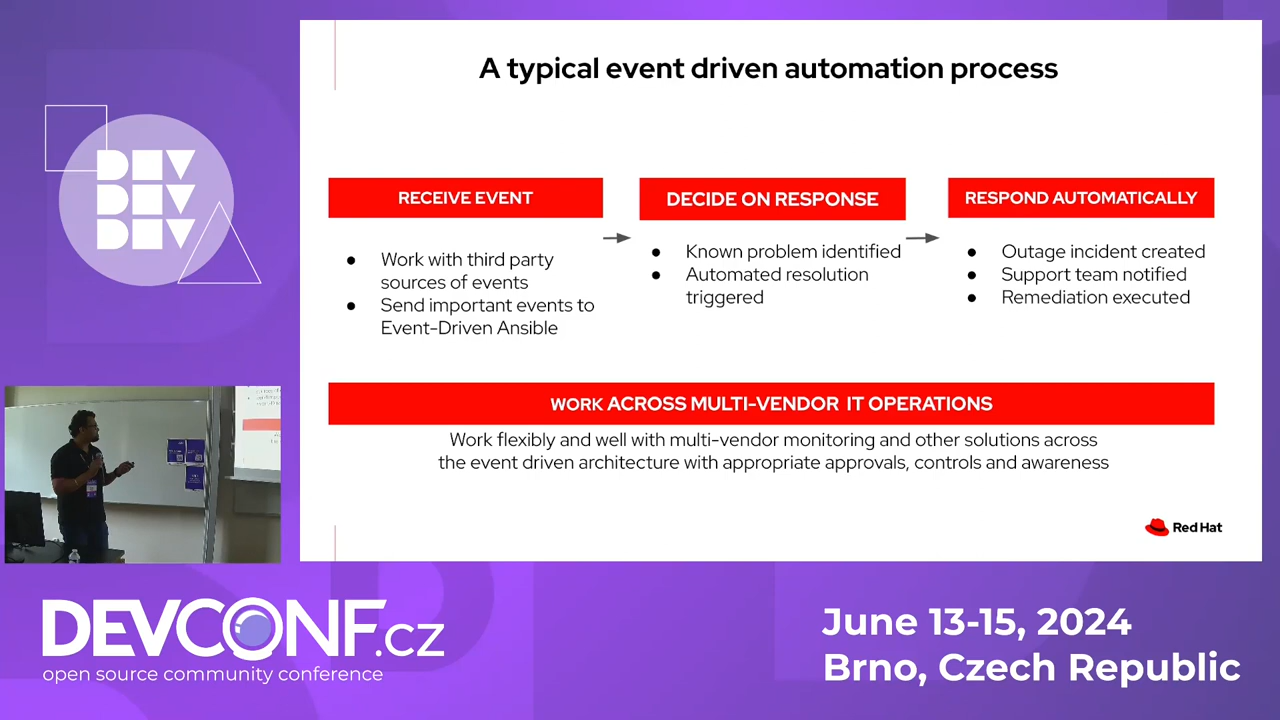 A typical event driven automation process
RECEIVE EVENT
● Work with third party
sources of events
● Send important events to
Event-Driven Ansible
DECIDE ON RESPONSE
● Known problem identified
● Automated resolution
triggered
RESPOND AUTOMATICALLY
● Outage incident created
● Support team notified
● Remediation executed
WORK ACROSS MULTI-VENDOR IT OPERATIONS
Work flexibly and well with multi-vendor monitoring and other solutions across
the event driven architecture with appropriate approvals, controls and awareness
Red Hat
DEV
DEV
DEV
DEVCONF.cz
open source community conference
June 13-15, 2024
Brno, Czech Republic